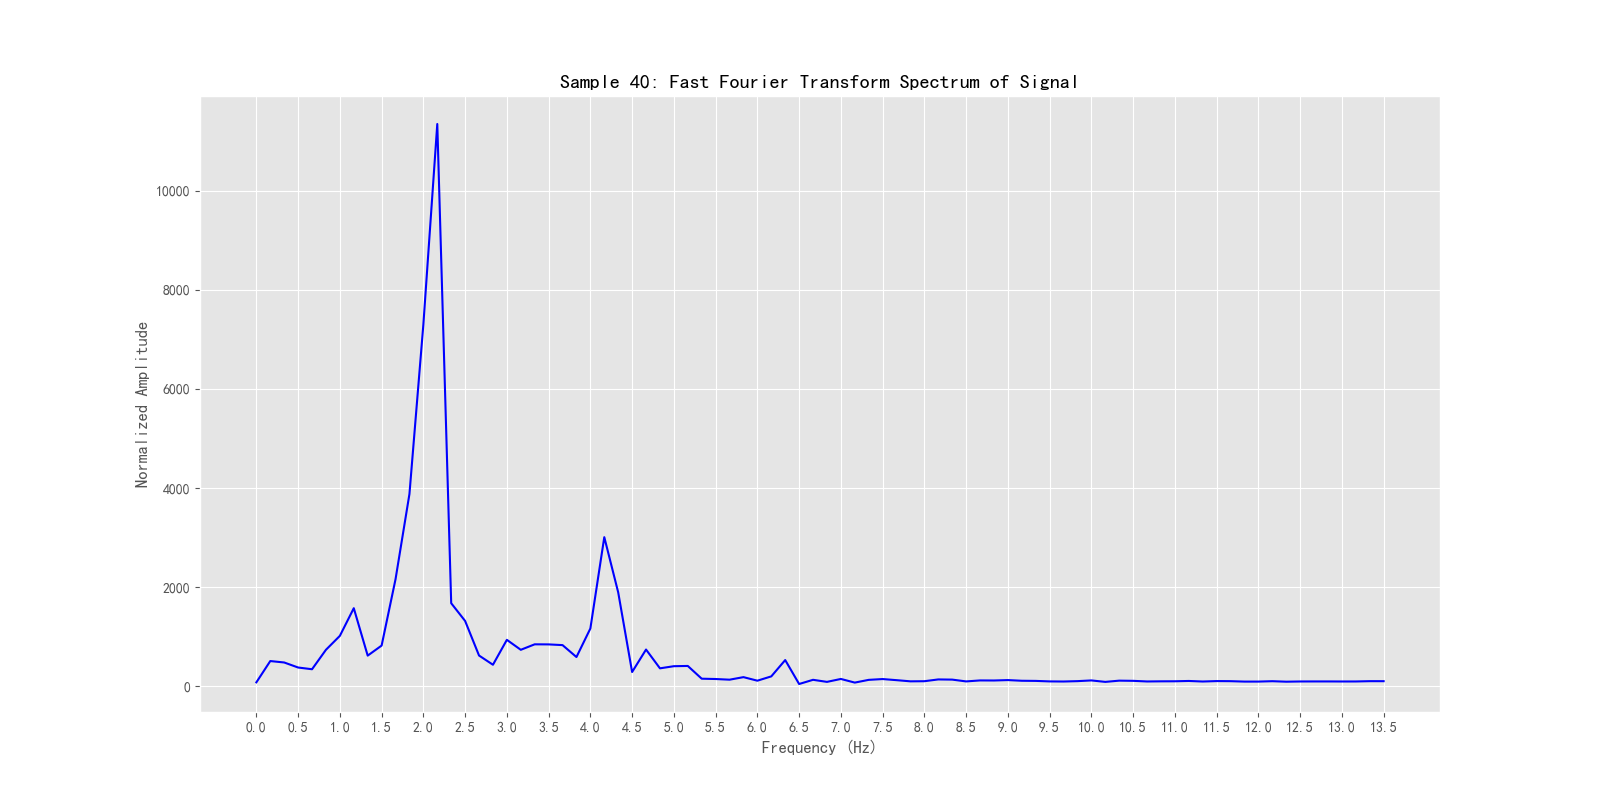 Sample 40: Fast Fourier Transform Spectrum of Signal
Normalized Amplitude
10000
8000
6000
4000
2000
0
0.0 0.5 1.0 1.5 2.0 2.5 3.0 3.5 4.0 4.5 5.0 5.5 6.0 6.5 7.0 7.5 8.0 8.5 9.0 9.5 10.0 10.5 11.0 11.5 12.0 12.5 13.0 13.5
Frequency (Hz)